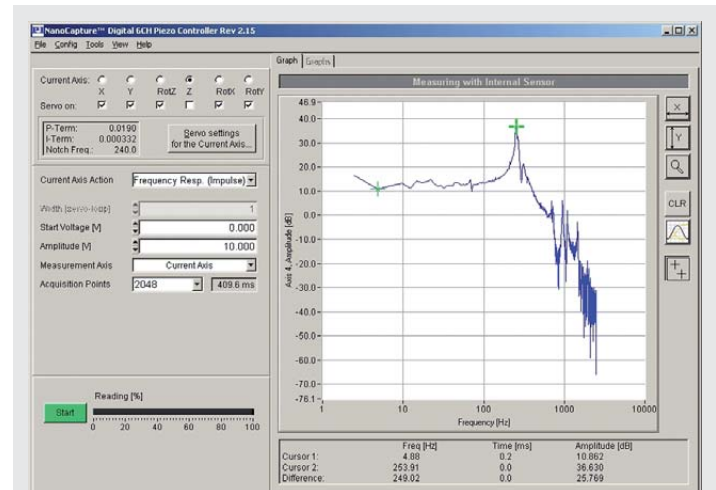 NanoCapture™ Digital 6CH Piezo Controller Rev 2.15
File Config Tools View Help
Graph Graphs
Current Axis:
X Y RotZ Z RotX RotY
Servo on:
P-Term: 0.0190
I-Term: 0.000332
Notch Freq.: 240.0
Servo settings
for the Current Axis...
Current Axis Action Frequency Resp. (Impulse)
Width [servo-loop] 1
Start Voltage [V] 0.000
Amplitude [V] 10.000
Measurement Axis Current Axis
Acquisition Points 2048 409.6 ms
Reading [%]
Start
0 20 40 60 80 100
Measuring with Internal Sensor
46.9
40.0
30.0
20.0
10.0
0.0
-10.0
-20.0
-30.0
-40.0
-50.0
-60.0
-70.0
-76.1
Axis 4, Amplitude [dB]
1 10 100 1000 10000
Frequency [Hz]
X
Y
CLR
Freq [Hz] Time [ms] Amplitude [dB]
Cursor 1: 4.88 0.2 10.862
Cursor 2: 253.91 0.0 36.630
Difference: 249.02 0.0 25.769